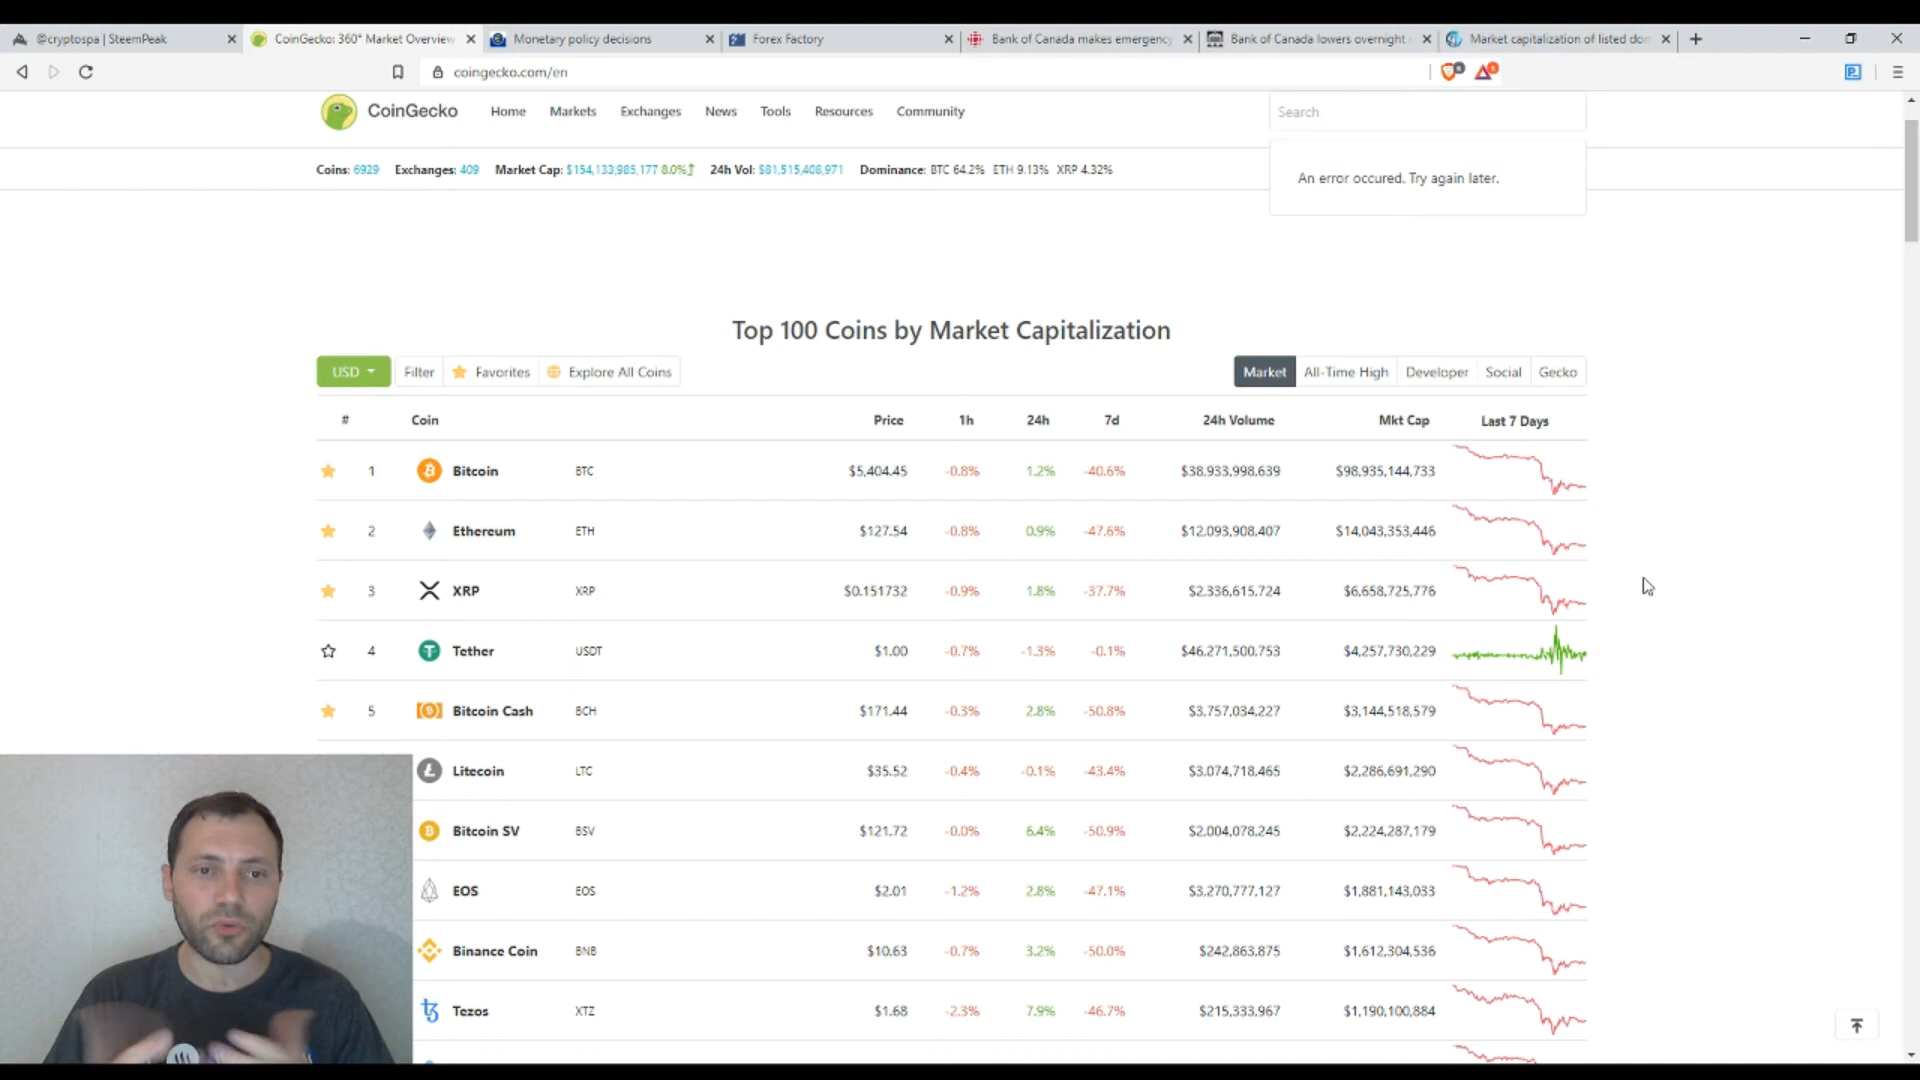 @cryptospa | SteemPeak
CoinGecko: 360° Market Overview
Monetary policy decisions
Forex Factory
Bank of Canada makes emergency
Bank of Canada lowers overnight
Market capitalization of listed dom
coingecko.com/en
CoinGecko
Home Markets Exchanges News Tools Resources Community
Search
Coins: 6929 Exchanges: 409 Market Cap: $154,133,985,177 8.0% 24h Vol: $81,515,408,971 Dominance: BTC 64.2% ETH 9.13% XRP 4.32%
An error occured. Try again later.
Top 100 Coins by Market Capitalization
USD Filter Favorites Explore All Coins Market All-Time High Developer Social Gecko
# Coin Price 1h 24h 7d 24h Volume Mkt Cap Last 7 Days
1 Bitcoin BTC $5,404.45 -0.8% 1.2% -40.6% $38,933,998,639 $98,935,144,733
2 Ethereum ETH $127.54 -0.8% 0.9% -47.6% $12,093,908,407 $14,043,353,446
3 XRP XRP $0.151732 -0.9% 1.8% -37.7% $2,336,615,724 $6,658,725,776
4 Tether USDT $1.00 -0.7% -1.3% -0.1% $46,271,500,753 $4,257,730,229
5 Bitcoin Cash BCH $171.44 -0.3% 2.8% -50.8% $3,757,034,227 $3,144,518,579
Litecoin LTC $35.52 -0.4% -0.1% -43.4% $3,074,718,465 $2,286,691,290
Bitcoin SV BSV $121.72 -0.0% 6.4% -50.9% $2,004,078,245 $2,224,287,179
EOS EOS $2.01 -1.2% 2.8% -47.1% $3,270,777,127 $1,881,143,033
Binance Coin BNB $10.63 -0.7% 3.2% -50.0% $242,863,875 $1,612,304,536
Tezos XTZ $1.68 -2.3% 7.9% -46.7% $215,333,967 $1,190,100,884